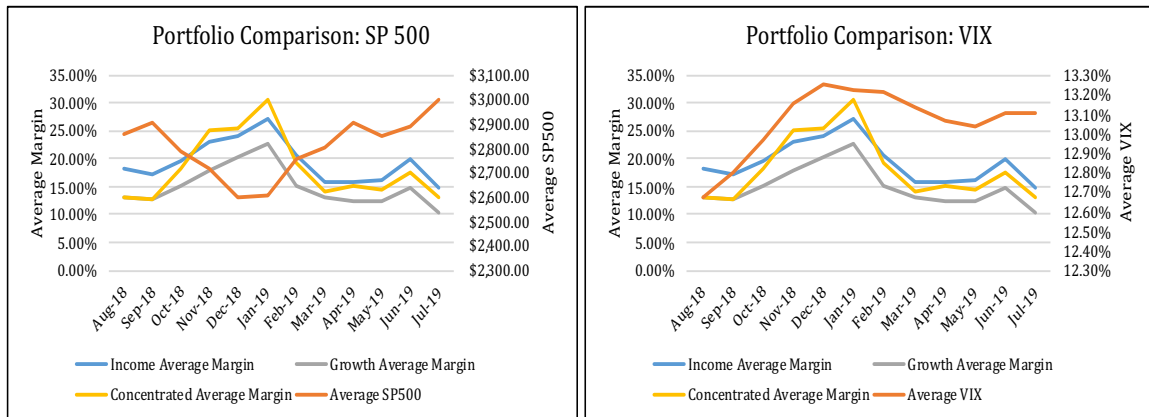 Portfolio Comparison: SP 500
35.00%
30.00%
25.00%
20.00%
15.00%
10.00%
5.00%
0.00%
Average Margin
$3,100.00
$3,000.00
$2,900.00
$2,800.00
$2,700.00
$2,600.00
$2,500.00
$2,400.00
$2,300.00
Average SP500
Aug-18
Sep-18
Oct-18
Nov-18
Dec-18
Jan-19
Feb-19
Mar-19
Apr-19
May-19
Jun-19
Jul-19
Income Average Margin
Growth Average Margin
Concentrated Average Margin
Average SP500
Portfolio Comparison: VIX
35.00%
30.00%
25.00%
20.00%
15.00%
10.00%
5.00%
0.00%
Average Margin
13.30%
13.20%
13.10%
13.00%
12.90%
12.80%
12.70%
12.60%
12.50%
12.40%
12.30%
Average VIX
Aug-18
Sep-18
Oct-18
Nov-18
Dec-18
Jan-19
Feb-19
Mar-19
Apr-19
May-19
Jun-19
Jul-19
Income Average Margin
Growth Average Margin
Concentrated Average Margin
Average VIX